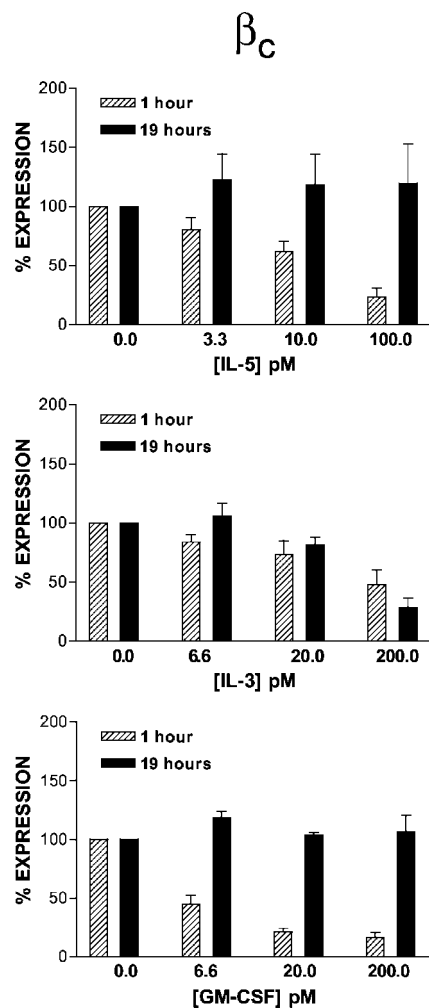 βC
200
150
100
50
0
% EXPRESSION
1 hour
19 hours
0.0 3.3 10.0 100.0
[IL-5] pM
200
150
100
50
0
% EXPRESSION
1 hour
19 hours
0.0 6.6 20.0 200.0
[IL-3] pM
200
150
100
50
0
% EXPRESSION
1 hour
19 hours
0.0 6.6 20.0 200.0
[GM-CSF] pM